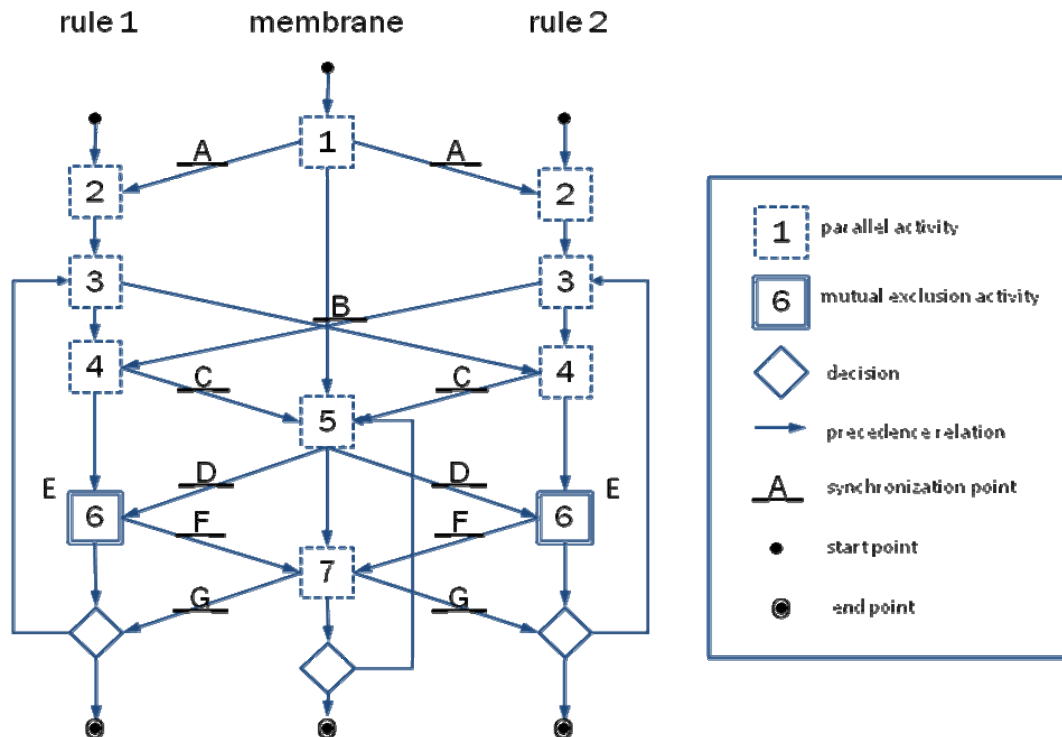 rule 1 membrane rule 2
1
A A
2 2
3 3
B
4 4
C C
5
D D
E 6 6 E
F F
7
G G
1 parallel activity
6 mutual exclusion activity
decision
precedence relation
A synchronization point
start point
end point